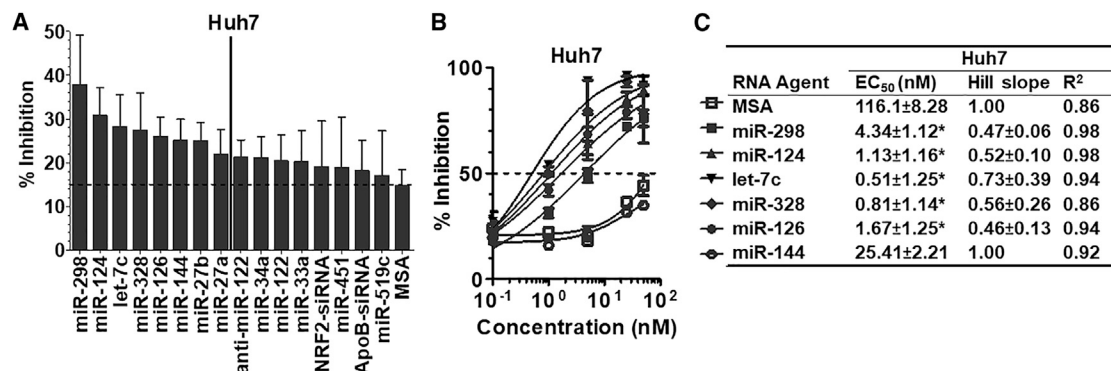 A
Huh7
% Inhibition
50
40
30
20
10
0
miR-298
miR-124
let-7c
miR-328
miR-126
miR-144
miR-27b
miR-27a
anti-miR-122
miR-34a
miR-122
miR-33a
NRF2-siRNA
miR-451
ApoB-siRNA
miR-519c
MSA
B
Huh7
% Inhibition
100
50
0
10⁻¹ 10⁰ 10¹ 10²
Concentration (nM)
C
Huh7
RNA Agent EC₅₀ (nM) Hill slope R²
MSA 116.1±8.28 1.00 0.86
miR-298 4.34±1.12* 0.47±0.06 0.98
miR-124 1.13±1.16* 0.52±0.10 0.98
let-7c 0.51±1.25* 0.73±0.39 0.94
miR-328 0.81±1.14* 0.56±0.26 0.86
miR-126 1.67±1.25* 0.46±0.13 0.94
miR-144 25.41±2.21 1.00 0.92